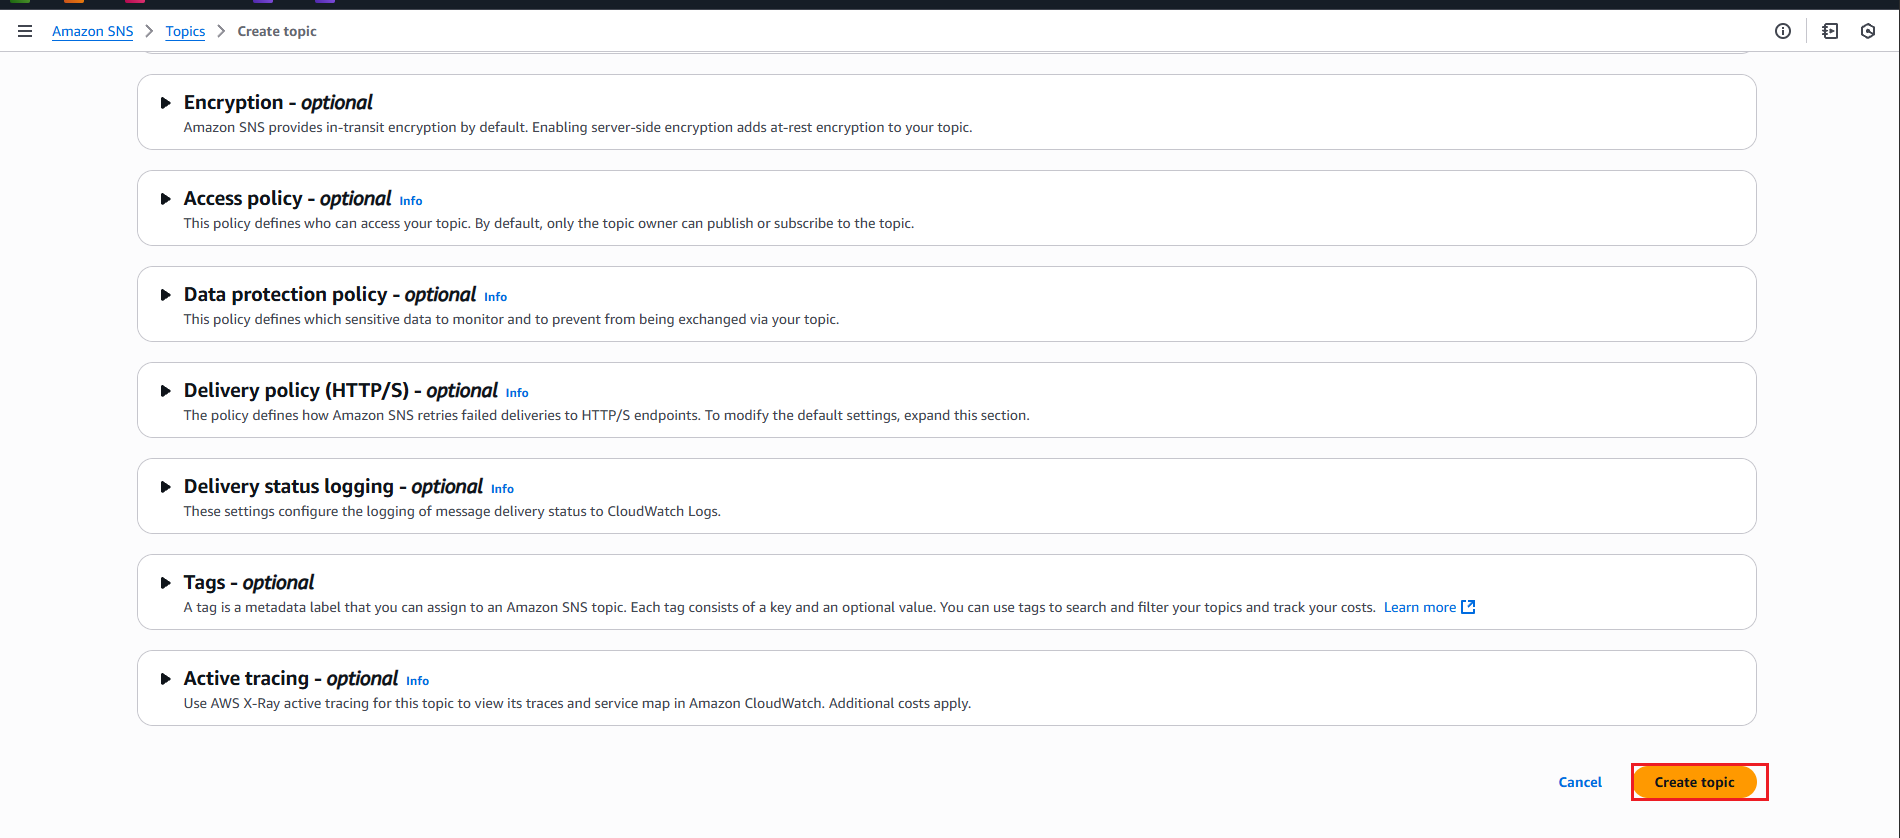 Amazon SNS > Topics > Create topic
Encryption - optional
Amazon SNS provides in-transit encryption by default. Enabling server-side encryption adds at-rest encryption to your topic.
Access policy - optional Info
This policy defines who can access your topic. By default, only the topic owner can publish or subscribe to the topic.
Data protection policy - optional Info
This policy defines which sensitive data to monitor and to prevent from being exchanged via your topic.
Delivery policy (HTTP/S) - optional Info
The policy defines how Amazon SNS retries failed deliveries to HTTP/S endpoints. To modify the default settings, expand this section.
Delivery status logging - optional Info
These settings configure the logging of message delivery status to CloudWatch Logs.
Tags - optional
A tag is a metadata label that you can assign to an Amazon SNS topic. Each tag consists of a key and an optional value. You can use tags to search and filter your topics and track your costs. Learn more
Active tracing - optional Info
Use AWS X-Ray active tracing for this topic to view its traces and service map in Amazon CloudWatch. Additional costs apply.
Cancel Create topic